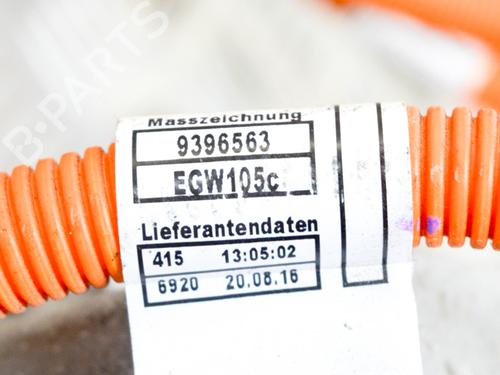 B-PARTS
Masszeichnung
9396563
EGW105c
Lieferantendaten
415 13:05:02
6920 20.08.16